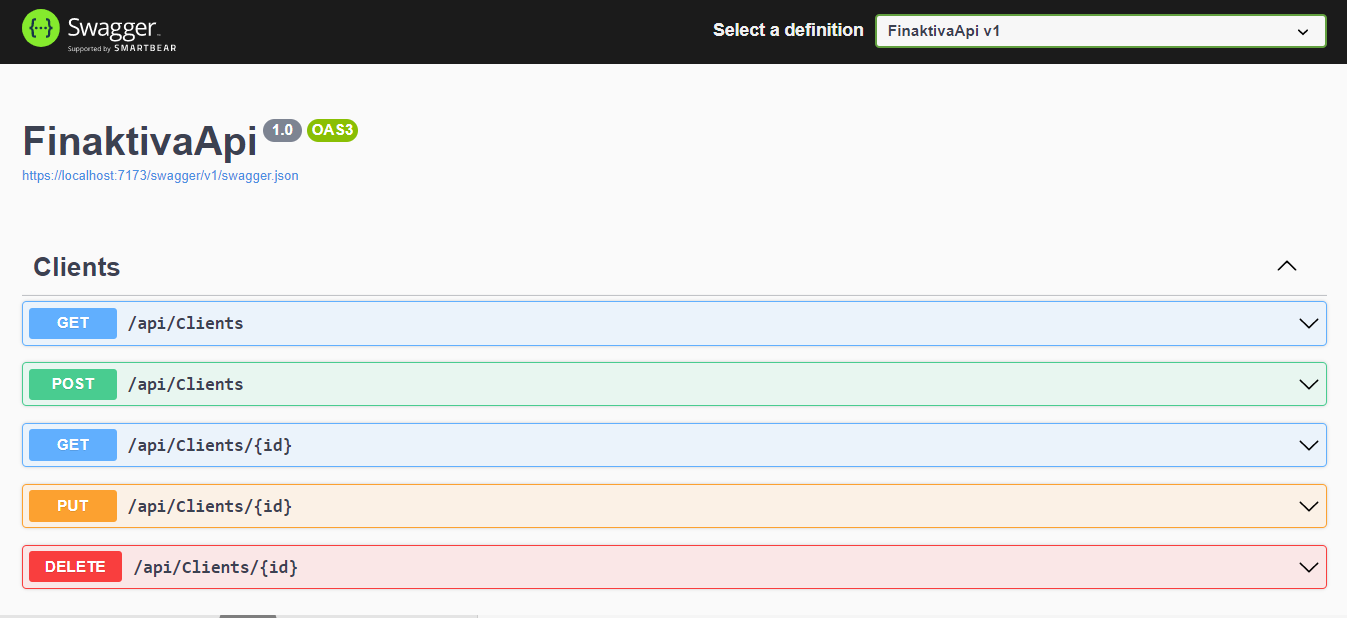 {···} Swagger™
Supported by SMARTBEAR
Select a definition
FinaktivaApi v1
FinaktivaApi 1.0 OAS3
https://localhost:7173/swagger/v1/swagger.json
Clients
GET /api/Clients
POST /api/Clients
GET /api/Clients/{id}
PUT /api/Clients/{id}
DELETE /api/Clients/{id}